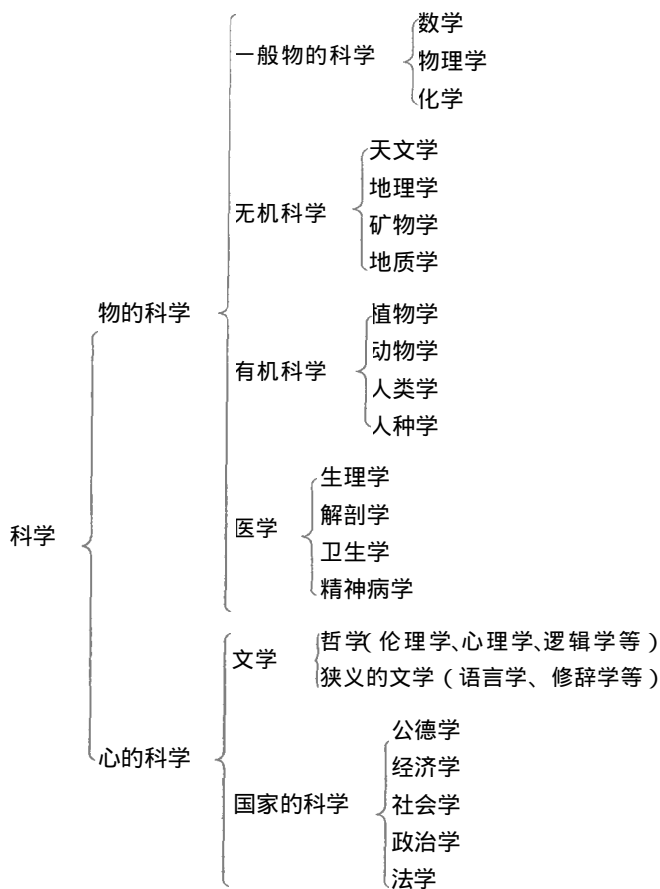 科学
物的科学
一般物的科学
数学
物理学
化学
无机科学
天文学
地理学
矿物学
地质学
有机科学
植物学
动物学
人类学
人种学
医学
生理学
解剖学
卫生学
精神病学
心的科学
文学
哲学(伦理学、心理学、逻辑学等)
狭义的文学(语言学、修辞学等)
国家的科学
公德学
经济学
社会学
政治学
法学